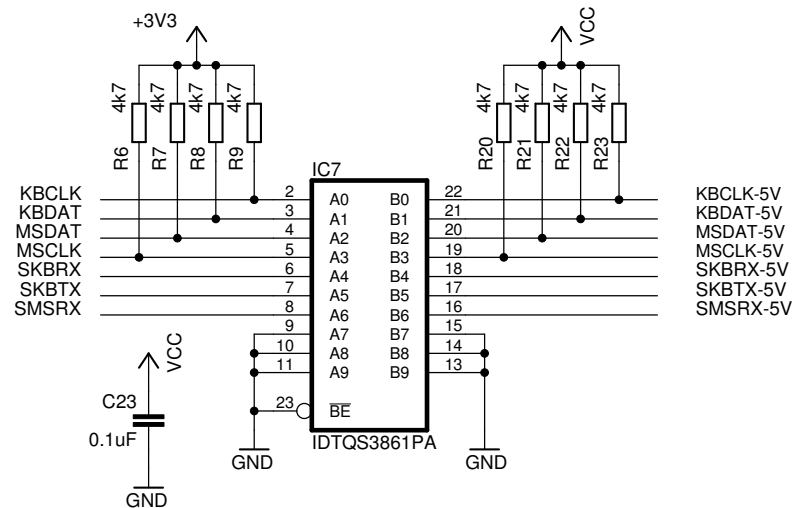 +3V3
VCC
4k7 4k7 4k7 4k7
4k7 4k7 4k7 4k7
R6 R7 R8 R9
R20 R21 R22 R23
IC7
KBCLK 2 A0 B0 22 KBCLK-5V
KBDAT 3 A1 B1 21 KBDAT-5V
MSDAT 4 A2 B2 20 MSDAT-5V
MSCLK 5 A3 B3 19 MSCLK-5V
SKBRX 6 A4 B4 18 SKBRX-5V
SKBTX 7 A5 B5 17 SKBTX-5V
SMSRX 8 A6 B6 16 SMSRX-5V
9 A7 B7 15
10 A8 B8 14
11 A9 B9 13
23 BE
IDTQS3861PA
GND
GND
VCC
C23
0.1uF
GND